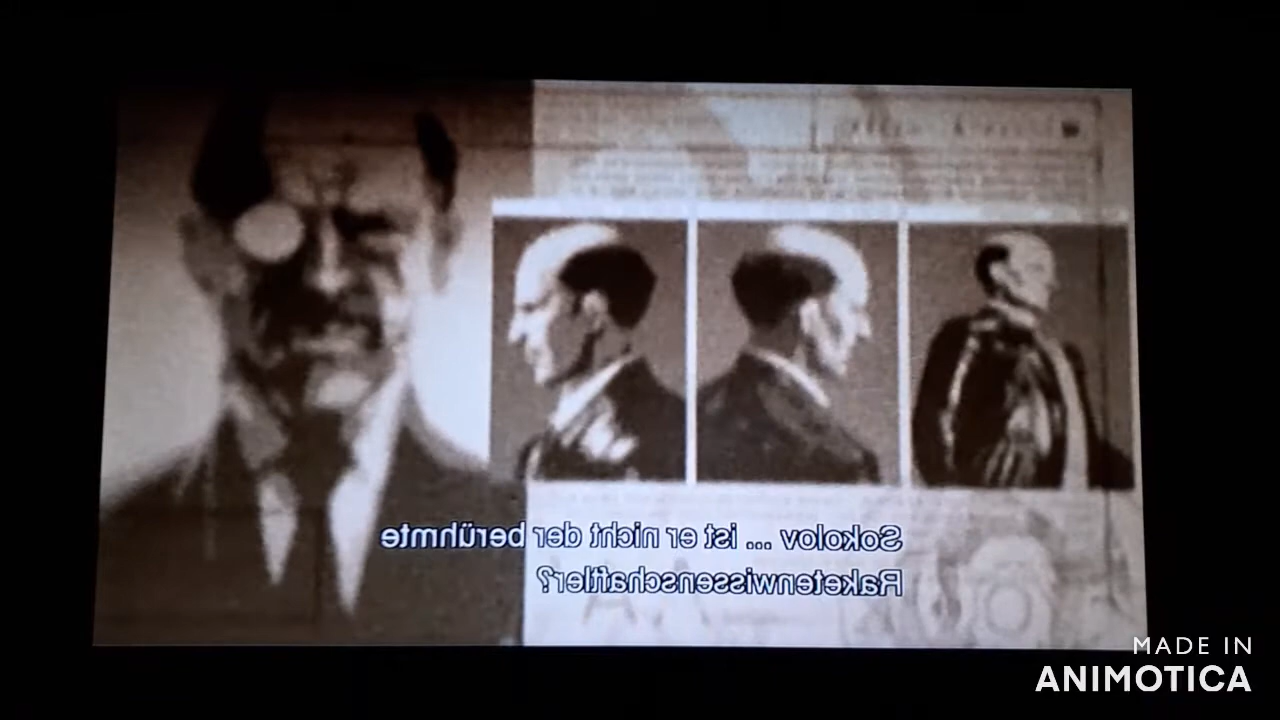 Sokolov ... ist er nicht der berühmte
Raketenwissenschaftler?
MADE IN
ANIMOTICA